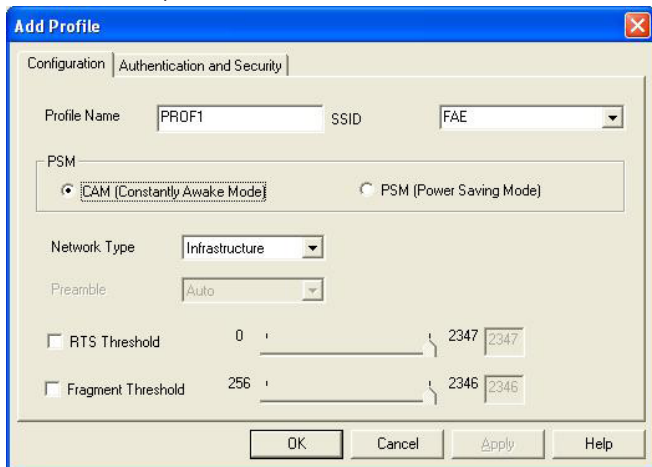 Add Profile
Configuration Authentication and Security
Profile Name PROF1 SSID FAE
PSM
CAM (Constantly Awake Mode) PSM (Power Saving Mode)
Network Type Infrastructure
Preamble Auto
RTS Threshold 0 2347 2347
Fragment Threshold 256 2346 2346
OK Cancel Apply Help